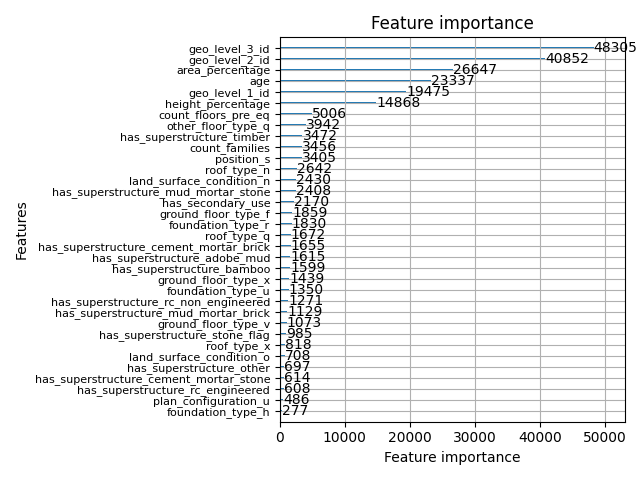 Feature importance
geo_level_3_id 48305
geo_level_2_id 40852
area_percentage 26647
age 23337
geo_level_1_id 19475
height_percentage 14868
count_floors_pre_eq 5006
other_floor_type_q 3942
has_superstructure_timber 3472
count_families 3456
position_s 3405
roof_type_n 2642
land_surface_condition_n 2430
has_superstructure_mud_mortar_stone 2408
has_secondary_use 2170
ground_floor_type_f 1859
foundation_type_r 1830
roof_type_q 1672
has_superstructure_cement_mortar_brick 1655
has_superstructure_adobe_mud 1615
has_superstructure_bamboo 1599
ground_floor_type_x 1439
foundation_type_u 1350
has_superstructure_rc_non_engineered 1271
has_superstructure_mud_mortar_brick 1129
ground_floor_type_v 1073
has_superstructure_stone_flag 985
roof_type_x 818
land_surface_condition_o 708
has_superstructure_other 697
has_superstructure_cement_mortar_stone 614
has_superstructure_rc_engineered 608
plan_configuration_u 486
foundation_type_h 277
Features
0 10000 20000 30000 40000 50000
Feature importance